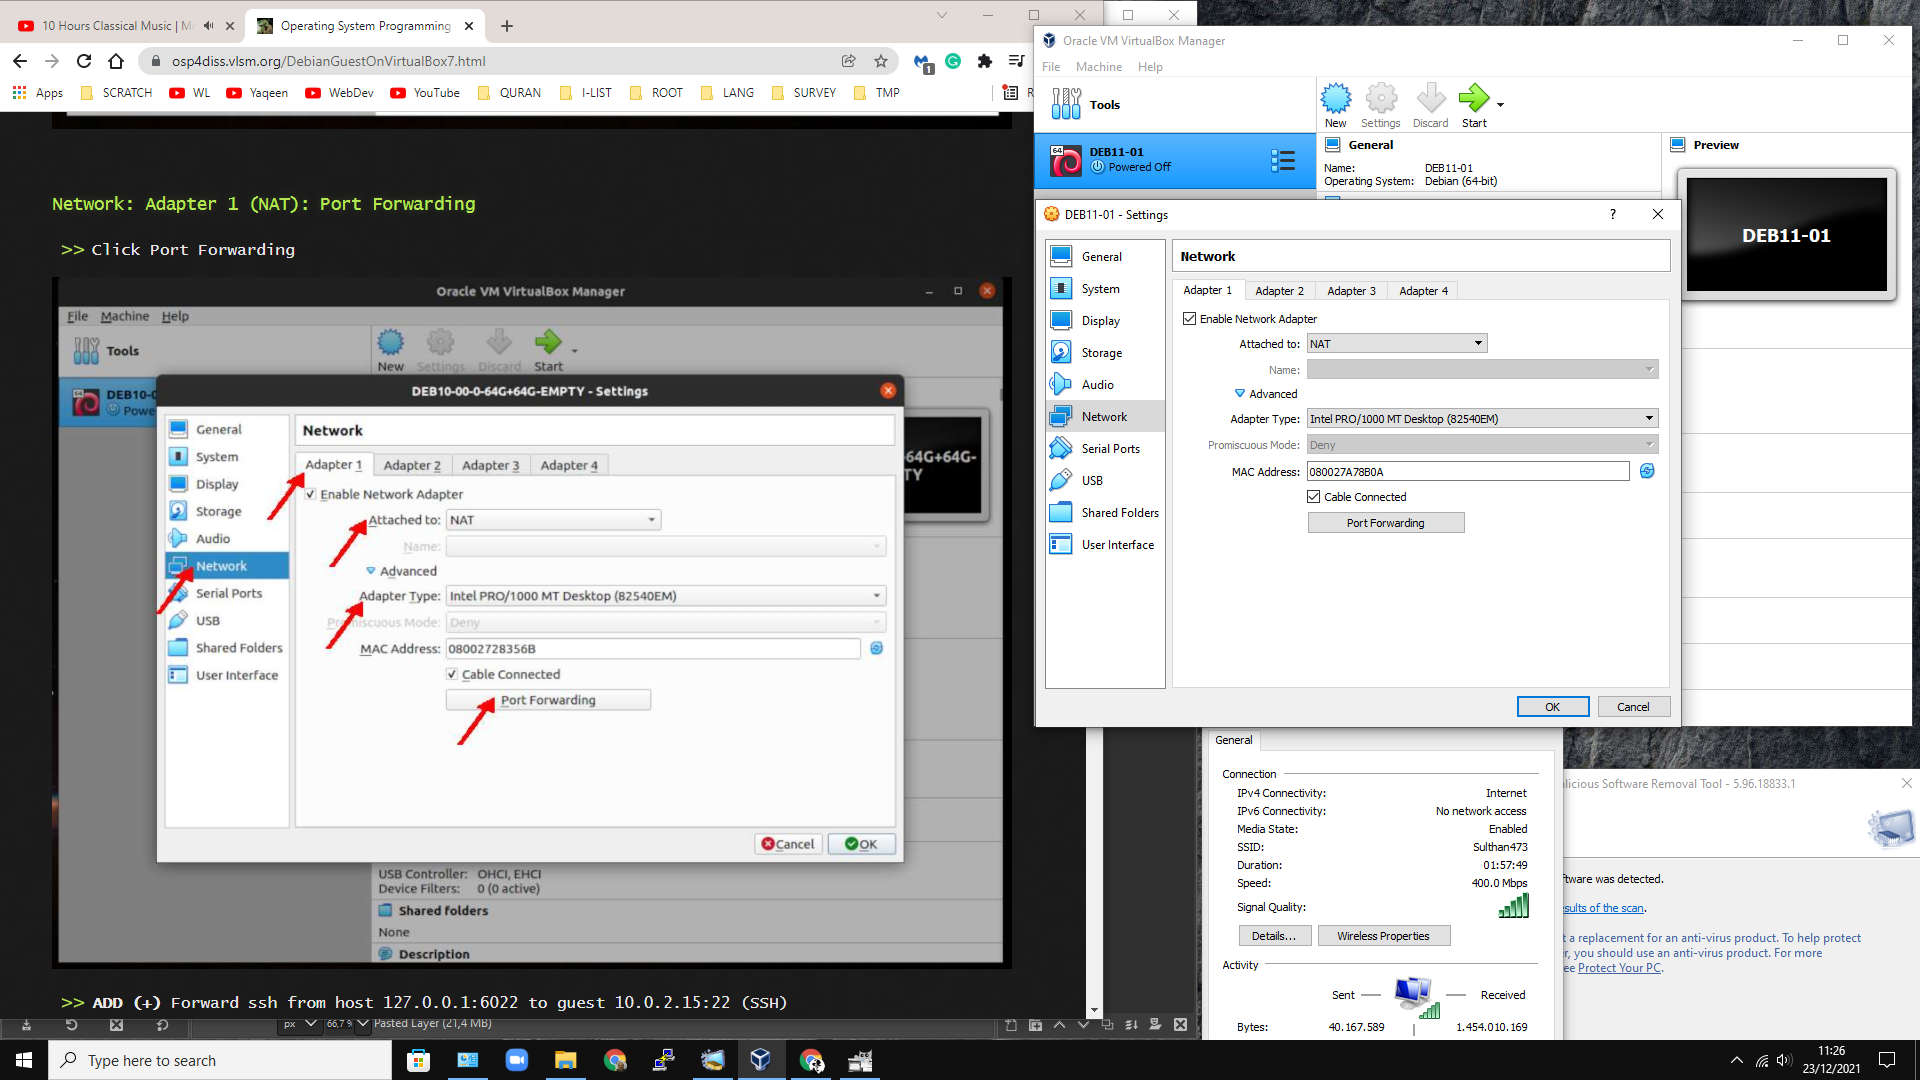 10 Hours Classical Music | M
Operating System Programming
osp4diss.vlsm.org/DebianGuestOnVirtualBox7.html
1
Apps
SCRATCH
WL
Yaqeen
WebDev
YouTube
QURAN
I-LIST
ROOT
LANG
SURVEY
TMP
R
Network: Adapter 1 (NAT): Port Forwarding
>> Click Port Forwarding
Oracle VM VirtualBox Manager
File Machine Help
Tools
New
Settings
Discard
Start
DEB10-0
Powe
64G+64G-
TY
DEB10-00-0-64G+64G-EMPTY - Settings
General
System
Display
Storage
Audio
Network
Serial Ports
USB
Shared Folders
User Interface
Network
Adapter 1
Adapter 2
Adapter 3
Adapter 4
Enable Network Adapter
Attached to: NAT
Name:
Advanced
Adapter Type: Intel PRO/1000 MT Desktop (82540EM)
Promiscuous Mode: Deny
MAC Address: 08002728356B
Cable Connected
Port Forwarding
Cancel
OK
USB Controller: OHCI, EHCI
Device Filters: 0 (0 active)
Shared folders
None
Description
>> ADD (+) Forward ssh from host 127.0.0.1:6022 to guest 10.0.2.15:22 (SSH)
px
66,7
Pasted Layer (21,4 MB)
Oracle VM VirtualBox Manager
File Machine Help
Tools
New
Settings
Discard
Start
64
DEB11-01
Powered Off
General
Name: DEB11-01
Operating System: Debian (64-bit)
Preview
DEB11-01
DEB11-01 - Settings
?
General
System
Display
Storage
Audio
Network
Serial Ports
USB
Shared Folders
User Interface
Network
Adapter 1
Adapter 2
Adapter 3
Adapter 4
Enable Network Adapter
Attached to: NAT
Name:
Advanced
Adapter Type: Intel PRO/1000 MT Desktop (82540EM)
Promiscuous Mode: Deny
MAC Address: 080027A78B0A
Cable Connected
Port Forwarding
OK
Cancel
General
Connection
IPv4 Connectivity: Internet
IPv6 Connectivity: No network access
Media State: Enabled
SSID: Sulthan473
Duration: 01:57:49
Speed: 400.0 Mbps
Signal Quality:
Details...
Wireless Properties
Activity
Sent
Received
Bytes: 40.167.589 1.454.010.169
licious Software Removal Tool - 5.96.18833.1
ftware was detected.
esults of the scan.
t a replacement for an anti-virus product. To help protect
r, you should use an anti-virus product. For more
ee Protect Your PC.
Type here to search
11:26
23/12/2021